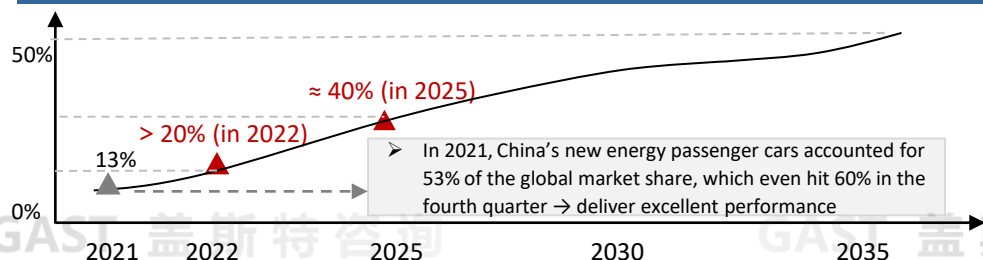 50%
≈ 40% (in 2025)
> 20% (in 2022)
13%
➢ In 2021, China's new energy passenger cars accounted for
53% of the global market share, which even hit 60% in the
fourth quarter → deliver excellent performance
0%
GAST 盖斯特咨询 GAST 盖
2021 2022 2025 2030 2035